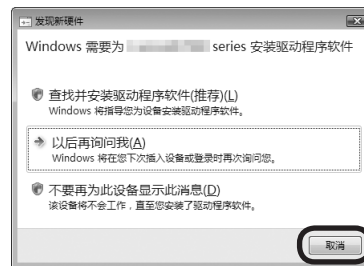 发现新硬件
Windows 需要为 series 安装驱动程序软件
查找并安装驱动程序软件(推荐)(L)
Windows 将指导您为设备安装驱动程序软件。
以后再询问我(A)
Windows 将在您下次插入设备或登录时再次询问您。
不要再为此设备显示此消息(D)
该设备将不会工作，直至您安装了驱动程序软件。
取消